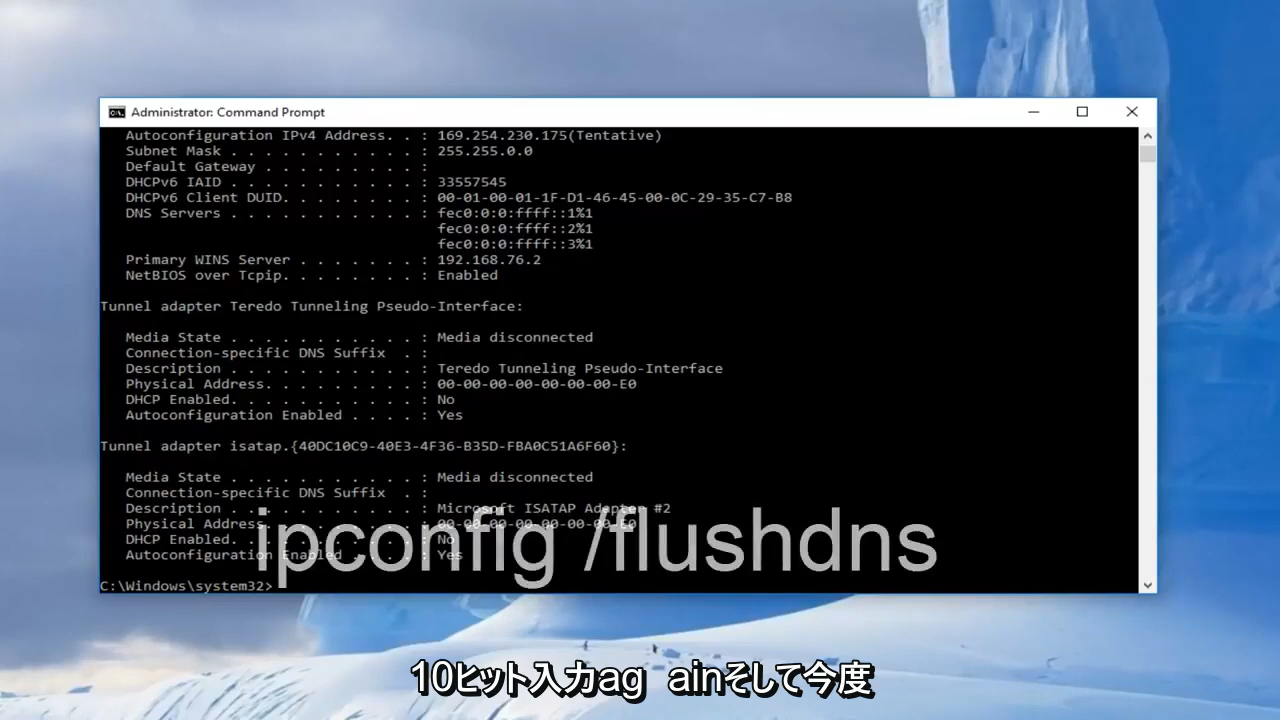 Administrator: Command Prompt
Autoconfiguration IPv4 Address. . : 169.254.230.175(Tentative)
Subnet Mask . . . . . . . . . . . : 255.255.0.0
Default Gateway . . . . . . . . . :
DHCPv6 IAID . . . . . . . . . . . : 33557545
DHCPv6 Client DUID. . . . . . . . : 00-01-00-01-1F-D1-46-45-00-0C-29-35-C7-B8
DNS Servers . . . . . . . . . . . : fec0:0:0:ffff::1%1
fec0:0:0:ffff::2%1
fec0:0:0:ffff::3%1
Primary WINS Server . . . . . . . : 192.168.76.2
NetBIOS over Tcpip. . . . . . . . : Enabled
Tunnel adapter Teredo Tunneling Pseudo-Interface:
Media State . . . . . . . . . . . : Media disconnected
Connection-specific DNS Suffix  . :
Description . . . . . . . . . . . : Teredo Tunneling Pseudo-Interface
Physical Address. . . . . . . . . : 00-00-00-00-00-00-00-E0
DHCP Enabled. . . . . . . . . . . : No
Autoconfiguration Enabled . . . . : Yes
Tunnel adapter isatap.{40DC10C9-40E3-4F36-B35D-FBA0C51A6F60}:
Media State . . . . . . . . . . . : Media disconnected
Connection-specific DNS Suffix  . :
Description . . . . . . . . . . . : Microsoft ISATAP Adapter #2
Physical Address. . . . . . . . . : 00-00-00-00-00-00-00-E0
DHCP Enabled. . . . . . . . . . . : No
Autoconfiguration Enabled . . . . : Yes
ipconfig /flushdns
C:\Windows\system32>
10ヒット入力ag ainそして今度